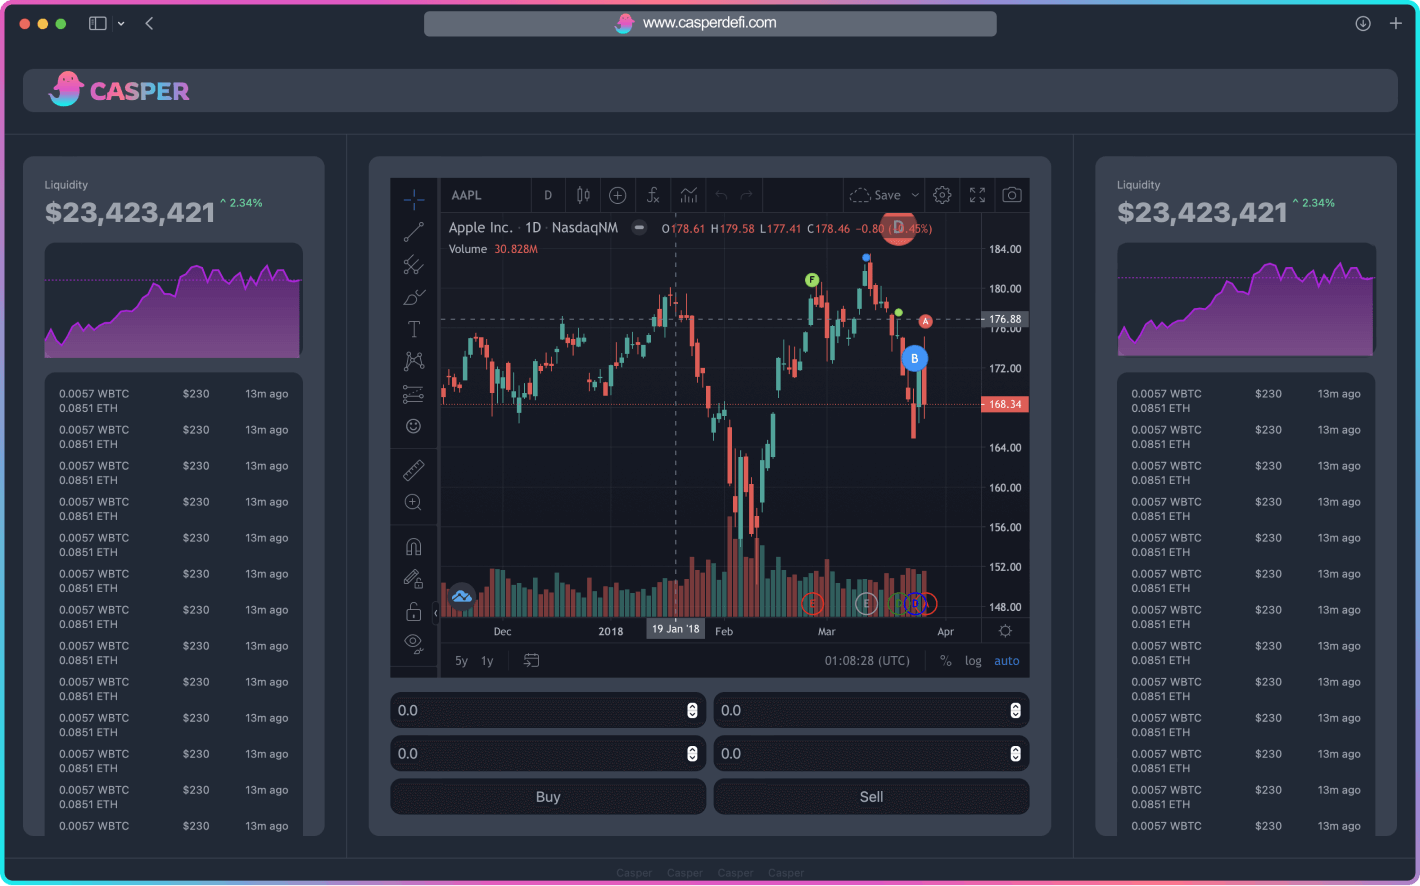 www.casperdefi.com
CASPER
Liquidity
$23,423,421 ^ 2.34%
0.0057 WBTC $230 13m ago
0.0851 ETH
0.0057 WBTC $230 13m ago
0.0851 ETH
0.0057 WBTC $230 13m ago
0.0851 ETH
0.0057 WBTC $230 13m ago
0.0851 ETH
0.0057 WBTC $230 13m ago
0.0851 ETH
0.0057 WBTC $230 13m ago
0.0851 ETH
0.0057 WBTC $230 13m ago
0.0851 ETH
0.0057 WBTC $230 13m ago
0.0851 ETH
0.0057 WBTC $230 13m ago
0.0851 ETH
0.0057 WBTC $230 13m ago
0.0851 ETH
0.0057 WBTC $230 13m ago
0.0851 ETH
0.0057 WBTC $230 13m ago
0.0851 ETH
0.0057 WBTC $230 13m ago
AAPL D Save
Apple Inc. · 1D · NasdaqNM O178.61 H179.58 L177.41 C178.46 −0.80
Volume 30.828M
D
F
A
B
184.00
180.00
176.88
176.00
172.00
168.34
164.00
160.00
156.00
152.00
148.00
E E D
Dec 2018 19 Jan '18 Feb Mar Apr
5y 1y 01:08:28 (UTC) % log auto
0.0 0.0
0.0 0.0
Buy Sell
Liquidity
$23,423,421 ^ 2.34%
0.0057 WBTC $230 13m ago
0.0851 ETH
0.0057 WBTC $230 13m ago
0.0851 ETH
0.0057 WBTC $230 13m ago
0.0851 ETH
0.0057 WBTC $230 13m ago
0.0851 ETH
0.0057 WBTC $230 13m ago
0.0851 ETH
0.0057 WBTC $230 13m ago
0.0851 ETH
0.0057 WBTC $230 13m ago
0.0851 ETH
0.0057 WBTC $230 13m ago
0.0851 ETH
0.0057 WBTC $230 13m ago
0.0851 ETH
0.0057 WBTC $230 13m ago
0.0851 ETH
0.0057 WBTC $230 13m ago
0.0851 ETH
0.0057 WBTC $230 13m ago
0.0851 ETH
0.0057 WBTC $230 13m ago
Casper Casper Casper Casper